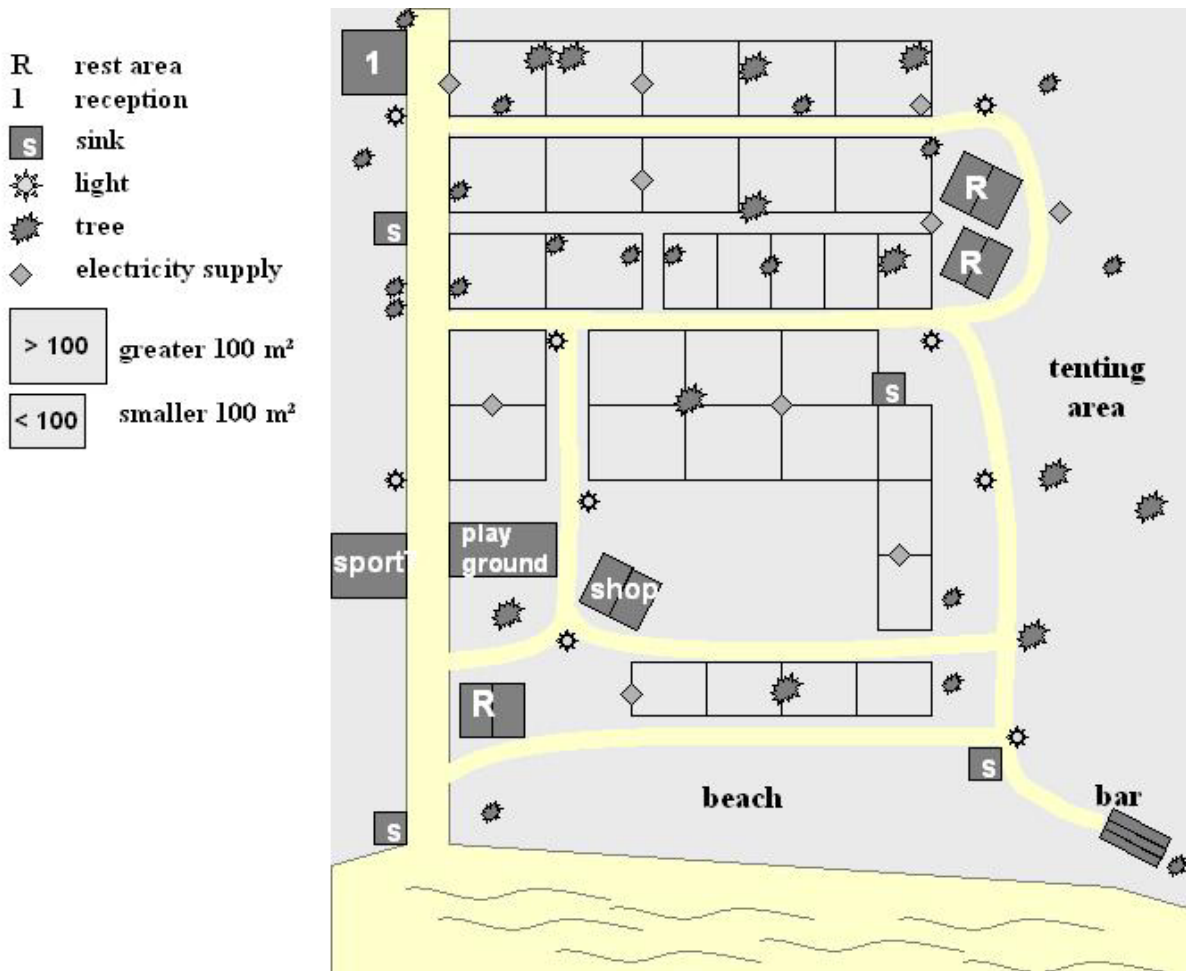 R rest area
1 reception
s sink
light
tree
electricity supply
> 100 greater 100 m²
< 100 smaller 100 m²
1
R
s
R
tenting
area
s
play
ground
sport
shop
R
s
beach
bar
s